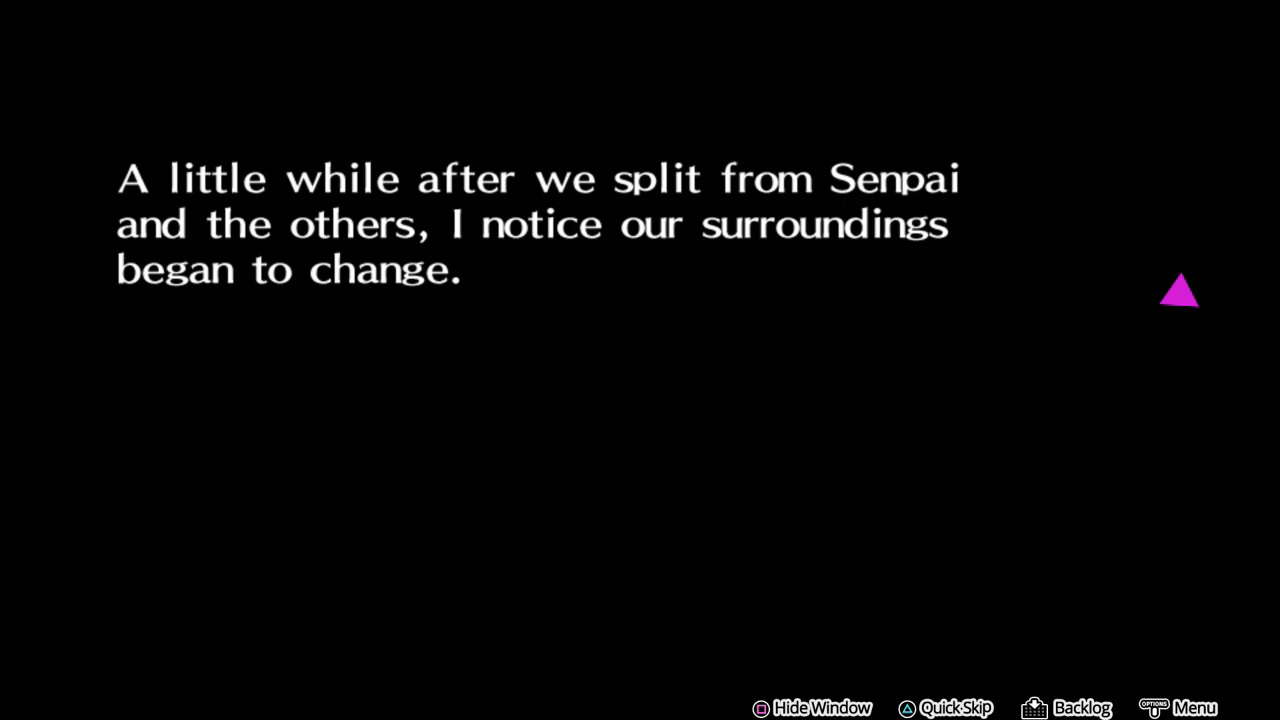 A little while after we split from Senpai
and the others, I notice our surroundings
began to change.
Hide Window Quick Skip Backlog OPTIONS Menu